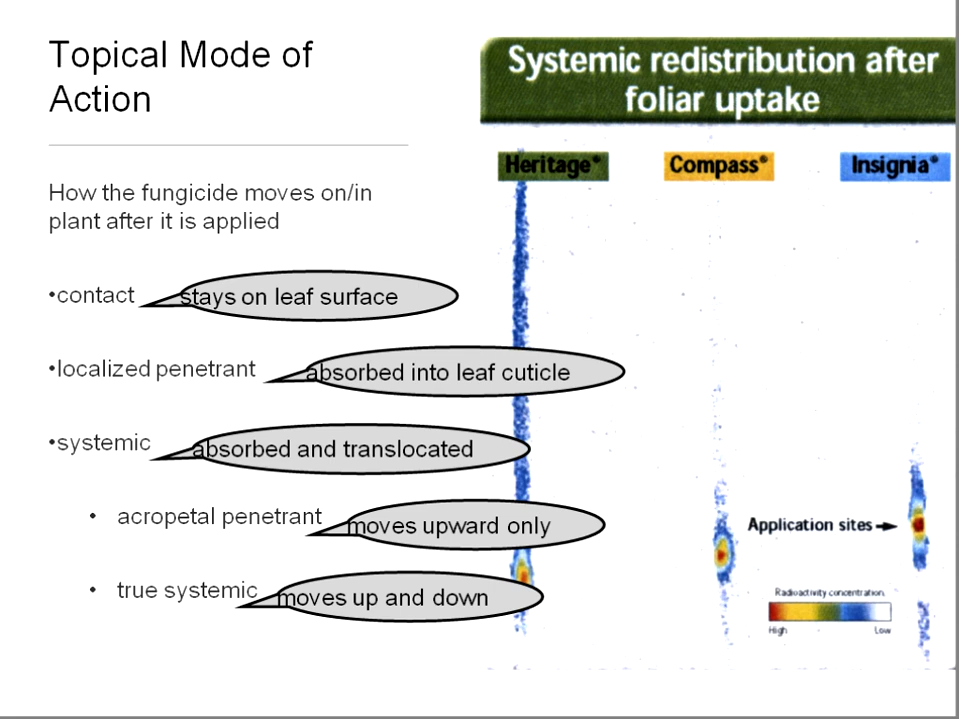 Topical Mode of
Action
How the fungicide moves on/in
plant after it is applied
•contact
stays on leaf surface
•localized penetrant
absorbed into leaf cuticle
•systemic
absorbed and translocated
• acropetal penetrant
moves upward only
• true systemic
moves up and down
Systemic redistribution after
foliar uptake
Heritage®
Compass®
Insignia®
Application sites
Radioactivity concentration
High
Low